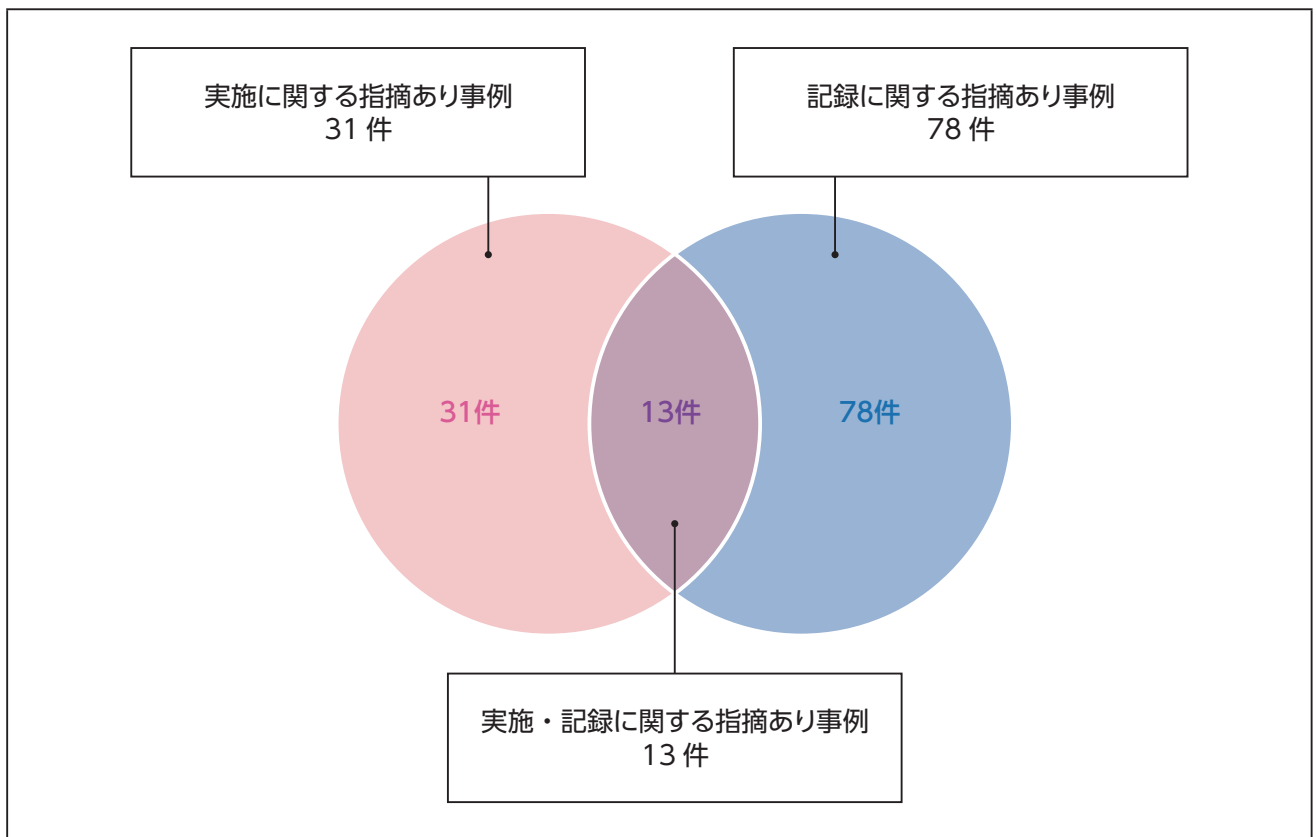 実施に関する指摘あり事例
31 件
記録に関する指摘あり事例
78 件
31件
13件
78件
実施・記録に関する指摘あり事例
13 件